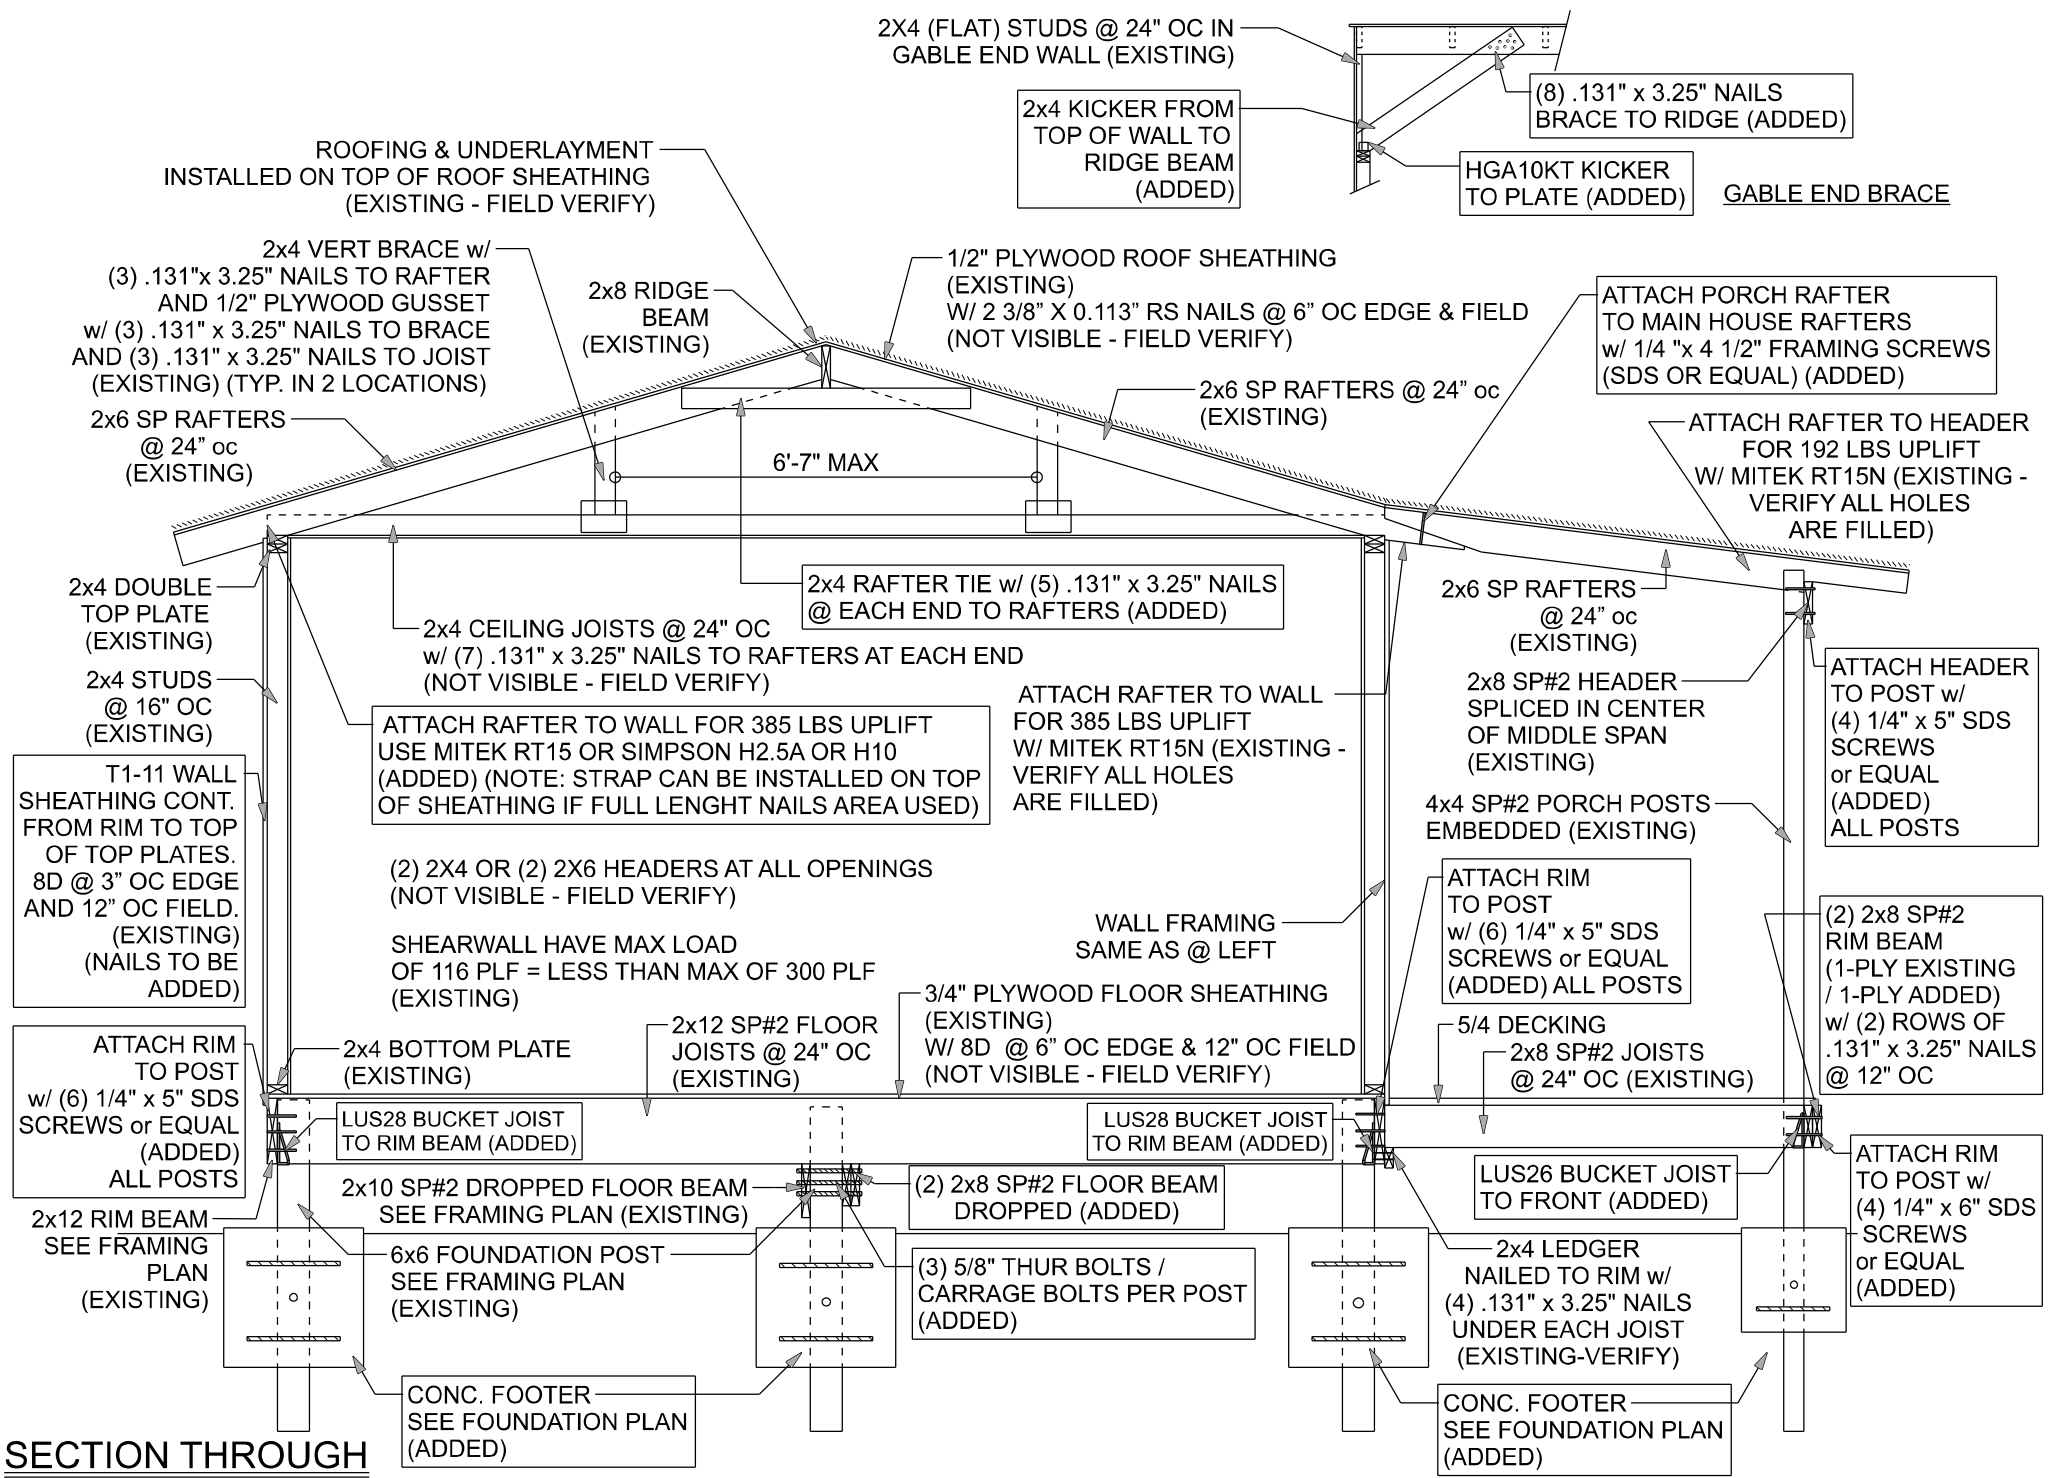 2X4 (FLAT) STUDS @ 24" OC IN
GABLE END WALL (EXISTING)
2x4 KICKER FROM
TOP OF WALL TO
RIDGE BEAM
(ADDED)
(8) .131" x 3.25" NAILS
BRACE TO RIDGE (ADDED)
HGA10KT KICKER
TO PLATE (ADDED)
GABLE END BRACE
ROOFING & UNDERLAYMENT
INSTALLED ON TOP OF ROOF SHEATHING
(EXISTING - FIELD VERIFY)
2x4 VERT BRACE w/
(3) .131"x 3.25" NAILS TO RAFTER
AND 1/2" PLYWOOD GUSSET
w/ (3) .131" x 3.25" NAILS TO BRACE
AND (3) .131" x 3.25" NAILS TO JOIST
(EXISTING) (TYP. IN 2 LOCATIONS)
2x8 RIDGE
BEAM
(EXISTING)
1/2" PLYWOOD ROOF SHEATHING
(EXISTING)
W/ 2 3/8” X 0.113” RS NAILS @ 6” OC EDGE & FIELD
(NOT VISIBLE - FIELD VERIFY)
ATTACH PORCH RAFTER
TO MAIN HOUSE RAFTERS
w/ 1/4 "x 4 1/2" FRAMING SCREWS
(SDS OR EQUAL) (ADDED)
2x6 SP RAFTERS
@ 24” oc
(EXISTING)
2x6 SP RAFTERS @ 24” oc
(EXISTING)
ATTACH RAFTER TO HEADER
FOR 192 LBS UPLIFT
W/ MITEK RT15N (EXISTING -
VERIFY ALL HOLES
ARE FILLED)
6'-7" MAX
2x4 DOUBLE
TOP PLATE
(EXISTING)
2x4 RAFTER TIE w/ (5) .131" x 3.25" NAILS
@ EACH END TO RAFTERS (ADDED)
2x6 SP RAFTERS
@ 24” oc
(EXISTING)
2x4 CEILING JOISTS @ 24" OC
w/ (7) .131" x 3.25" NAILS TO RAFTERS AT EACH END
(NOT VISIBLE - FIELD VERIFY)
2x4 STUDS
@ 16" OC
(EXISTING)
ATTACH RAFTER TO WALL FOR 385 LBS UPLIFT
USE MITEK RT15 OR SIMPSON H2.5A OR H10
(ADDED) (NOTE: STRAP CAN BE INSTALLED ON TOP
OF SHEATHING IF FULL LENGHT NAILS AREA USED)
ATTACH RAFTER TO WALL
FOR 385 LBS UPLIFT
W/ MITEK RT15N (EXISTING -
VERIFY ALL HOLES
ARE FILLED)
2x8 SP#2 HEADER
SPLICED IN CENTER
OF MIDDLE SPAN
(EXISTING)
ATTACH HEADER
TO POST w/
(4) 1/4" x 5" SDS
SCREWS
or EQUAL
(ADDED)
ALL POSTS
T1-11 WALL
SHEATHING CONT.
FROM RIM TO TOP
OF TOP PLATES.
8D @ 3” OC EDGE
AND 12” OC FIELD.
(EXISTING)
(NAILS TO BE
ADDED)
4x4 SP#2 PORCH POSTS
EMBEDDED (EXISTING)
(2) 2X4 OR (2) 2X6 HEADERS AT ALL OPENINGS
(NOT VISIBLE - FIELD VERIFY)
WALL FRAMING
SAME AS @ LEFT
ATTACH RIM
TO POST
w/ (6) 1/4" x 5" SDS
SCREWS or EQUAL
(ADDED) ALL POSTS
(2) 2x8 SP#2
RIM BEAM
(1-PLY EXISTING
/ 1-PLY ADDED)
w/ (2) ROWS OF
.131" x 3.25" NAILS
@ 12" OC
SHEARWALL HAVE MAX LOAD
OF 116 PLF = LESS THAN MAX OF 300 PLF
(EXISTING)
3/4" PLYWOOD FLOOR SHEATHING
(EXISTING)
W/ 8D @ 6” OC EDGE & 12" OC FIELD
(NOT VISIBLE - FIELD VERIFY)
2x12 SP#2 FLOOR
JOISTS @ 24" OC
(EXISTING)
5/4 DECKING
2x8 SP#2 JOISTS
@ 24" OC (EXISTING)
ATTACH RIM
TO POST
w/ (6) 1/4" x 5" SDS
SCREWS or EQUAL
(ADDED)
ALL POSTS
2x4 BOTTOM PLATE
(EXISTING)
LUS28 BUCKET JOIST
TO RIM BEAM (ADDED)
LUS28 BUCKET JOIST
TO RIM BEAM (ADDED)
LUS26 BUCKET JOIST
TO FRONT (ADDED)
ATTACH RIM
TO POST w/
(4) 1/4" x 6" SDS
SCREWS
or EQUAL
(ADDED)
2x10 SP#2 DROPPED FLOOR BEAM
SEE FRAMING PLAN (EXISTING)
(2) 2x8 SP#2 FLOOR BEAM
DROPPED (ADDED)
2x12 RIM BEAM
SEE FRAMING
PLAN
(EXISTING)
6x6 FOUNDATION POST
SEE FRAMING PLAN
(EXISTING)
(3) 5/8" THUR BOLTS /
CARRAGE BOLTS PER POST
(ADDED)
2x4 LEDGER
NAILED TO RIM w/
(4) .131" x 3.25" NAILS
UNDER EACH JOIST
(EXISTING-VERIFY)
CONC. FOOTER
SEE FOUNDATION PLAN
(ADDED)
CONC. FOOTER
SEE FOUNDATION PLAN
(ADDED)
SECTION THROUGH